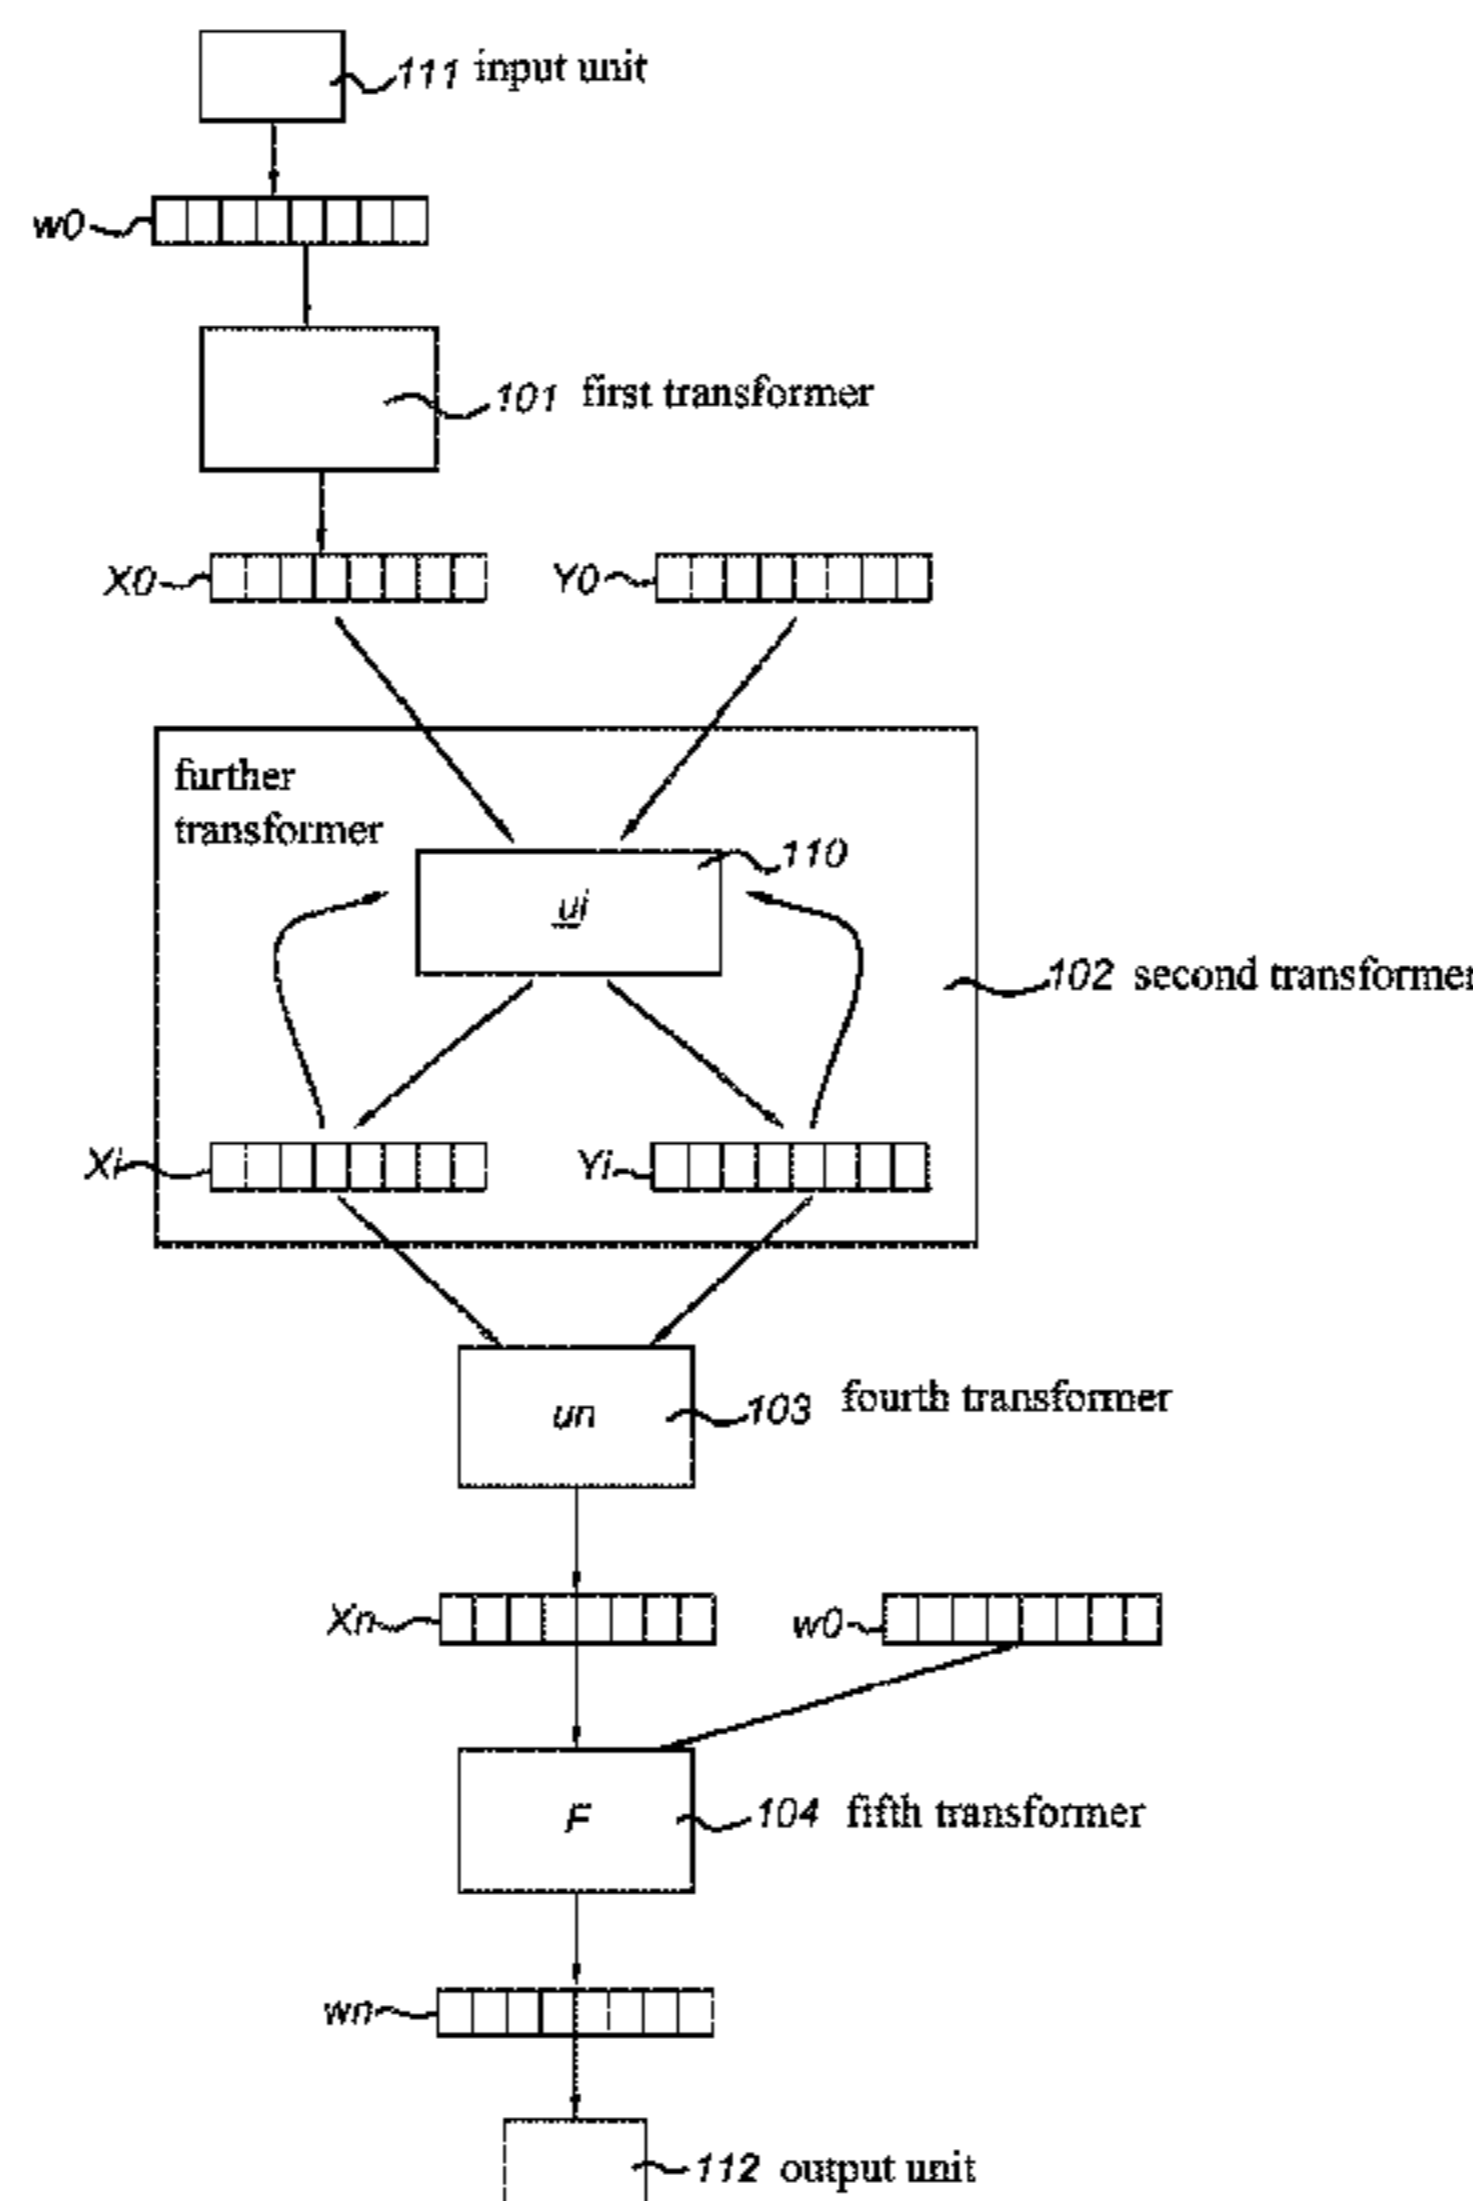 111 input unit
w0
101 first transformer
X0
Y0
further
transformer
110
ui
102 second transformer
Xi
Yi
un
103 fourth transformer
Xn
w0
F
104 fifth transformer
wn
112 output unit